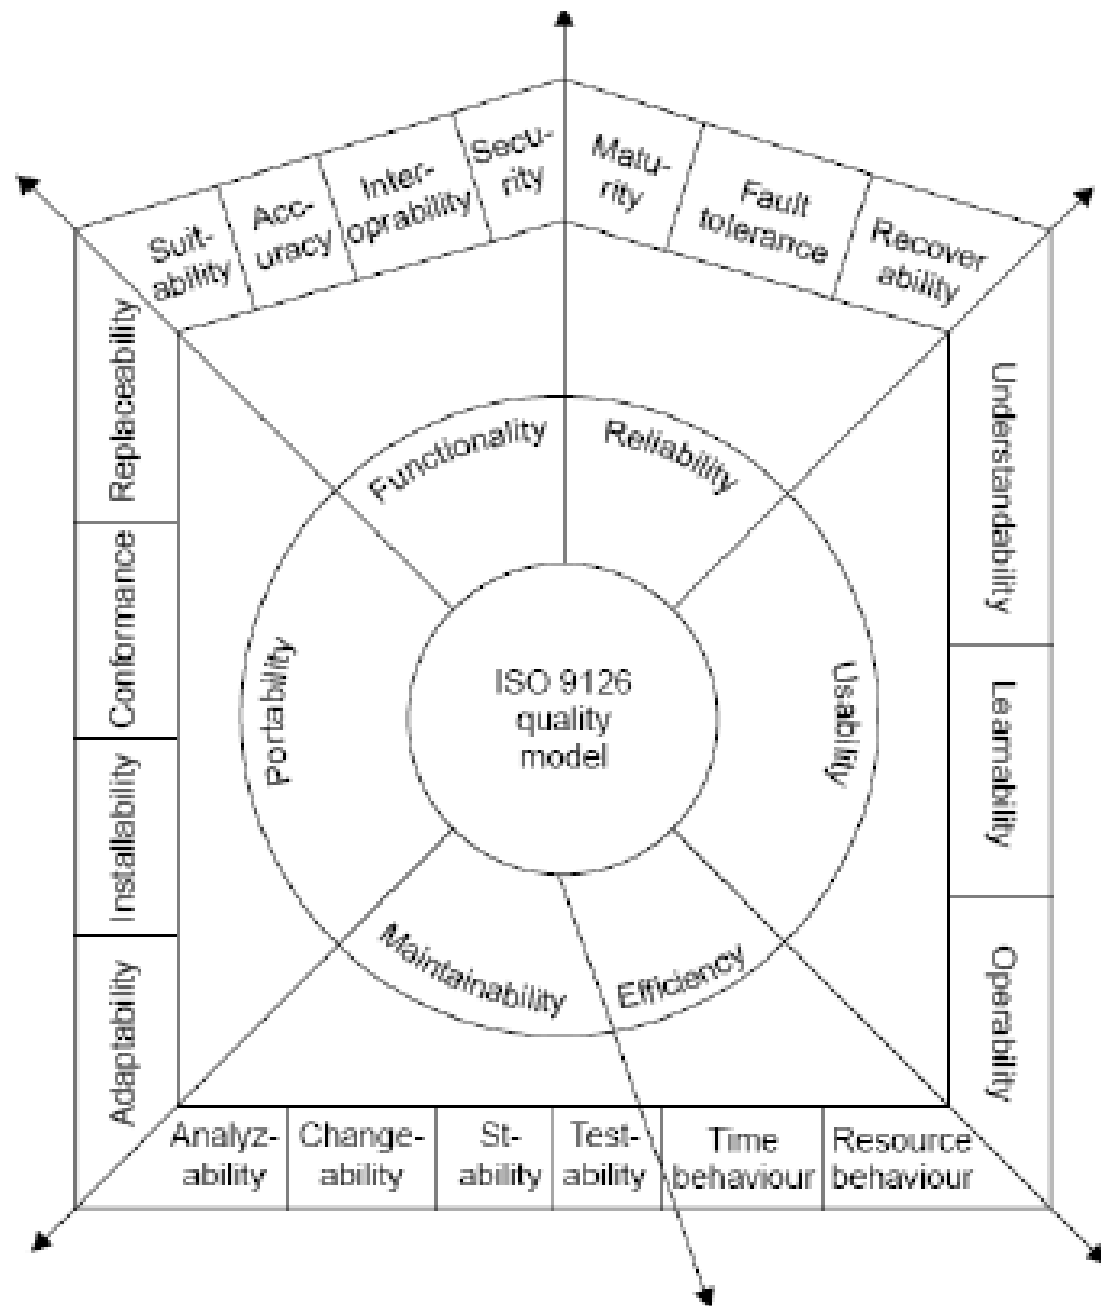 Secu-
rity
Inter-
oprability
Acc-
uracy
Suit-
ability
Matu-
rity
Fault
tolerance
Recover
ability
Replaceability
Conformance
Installability
Adaptability
Functionality
Reliability
Portability
Usability
Maintainability
Efficiency
ISO 9126
quality
model
Understandability
Learnability
Operability
Analyz-
ability
Change-
ability
St-
ability
Test-
ability
Time
behaviour
Resource
behaviour